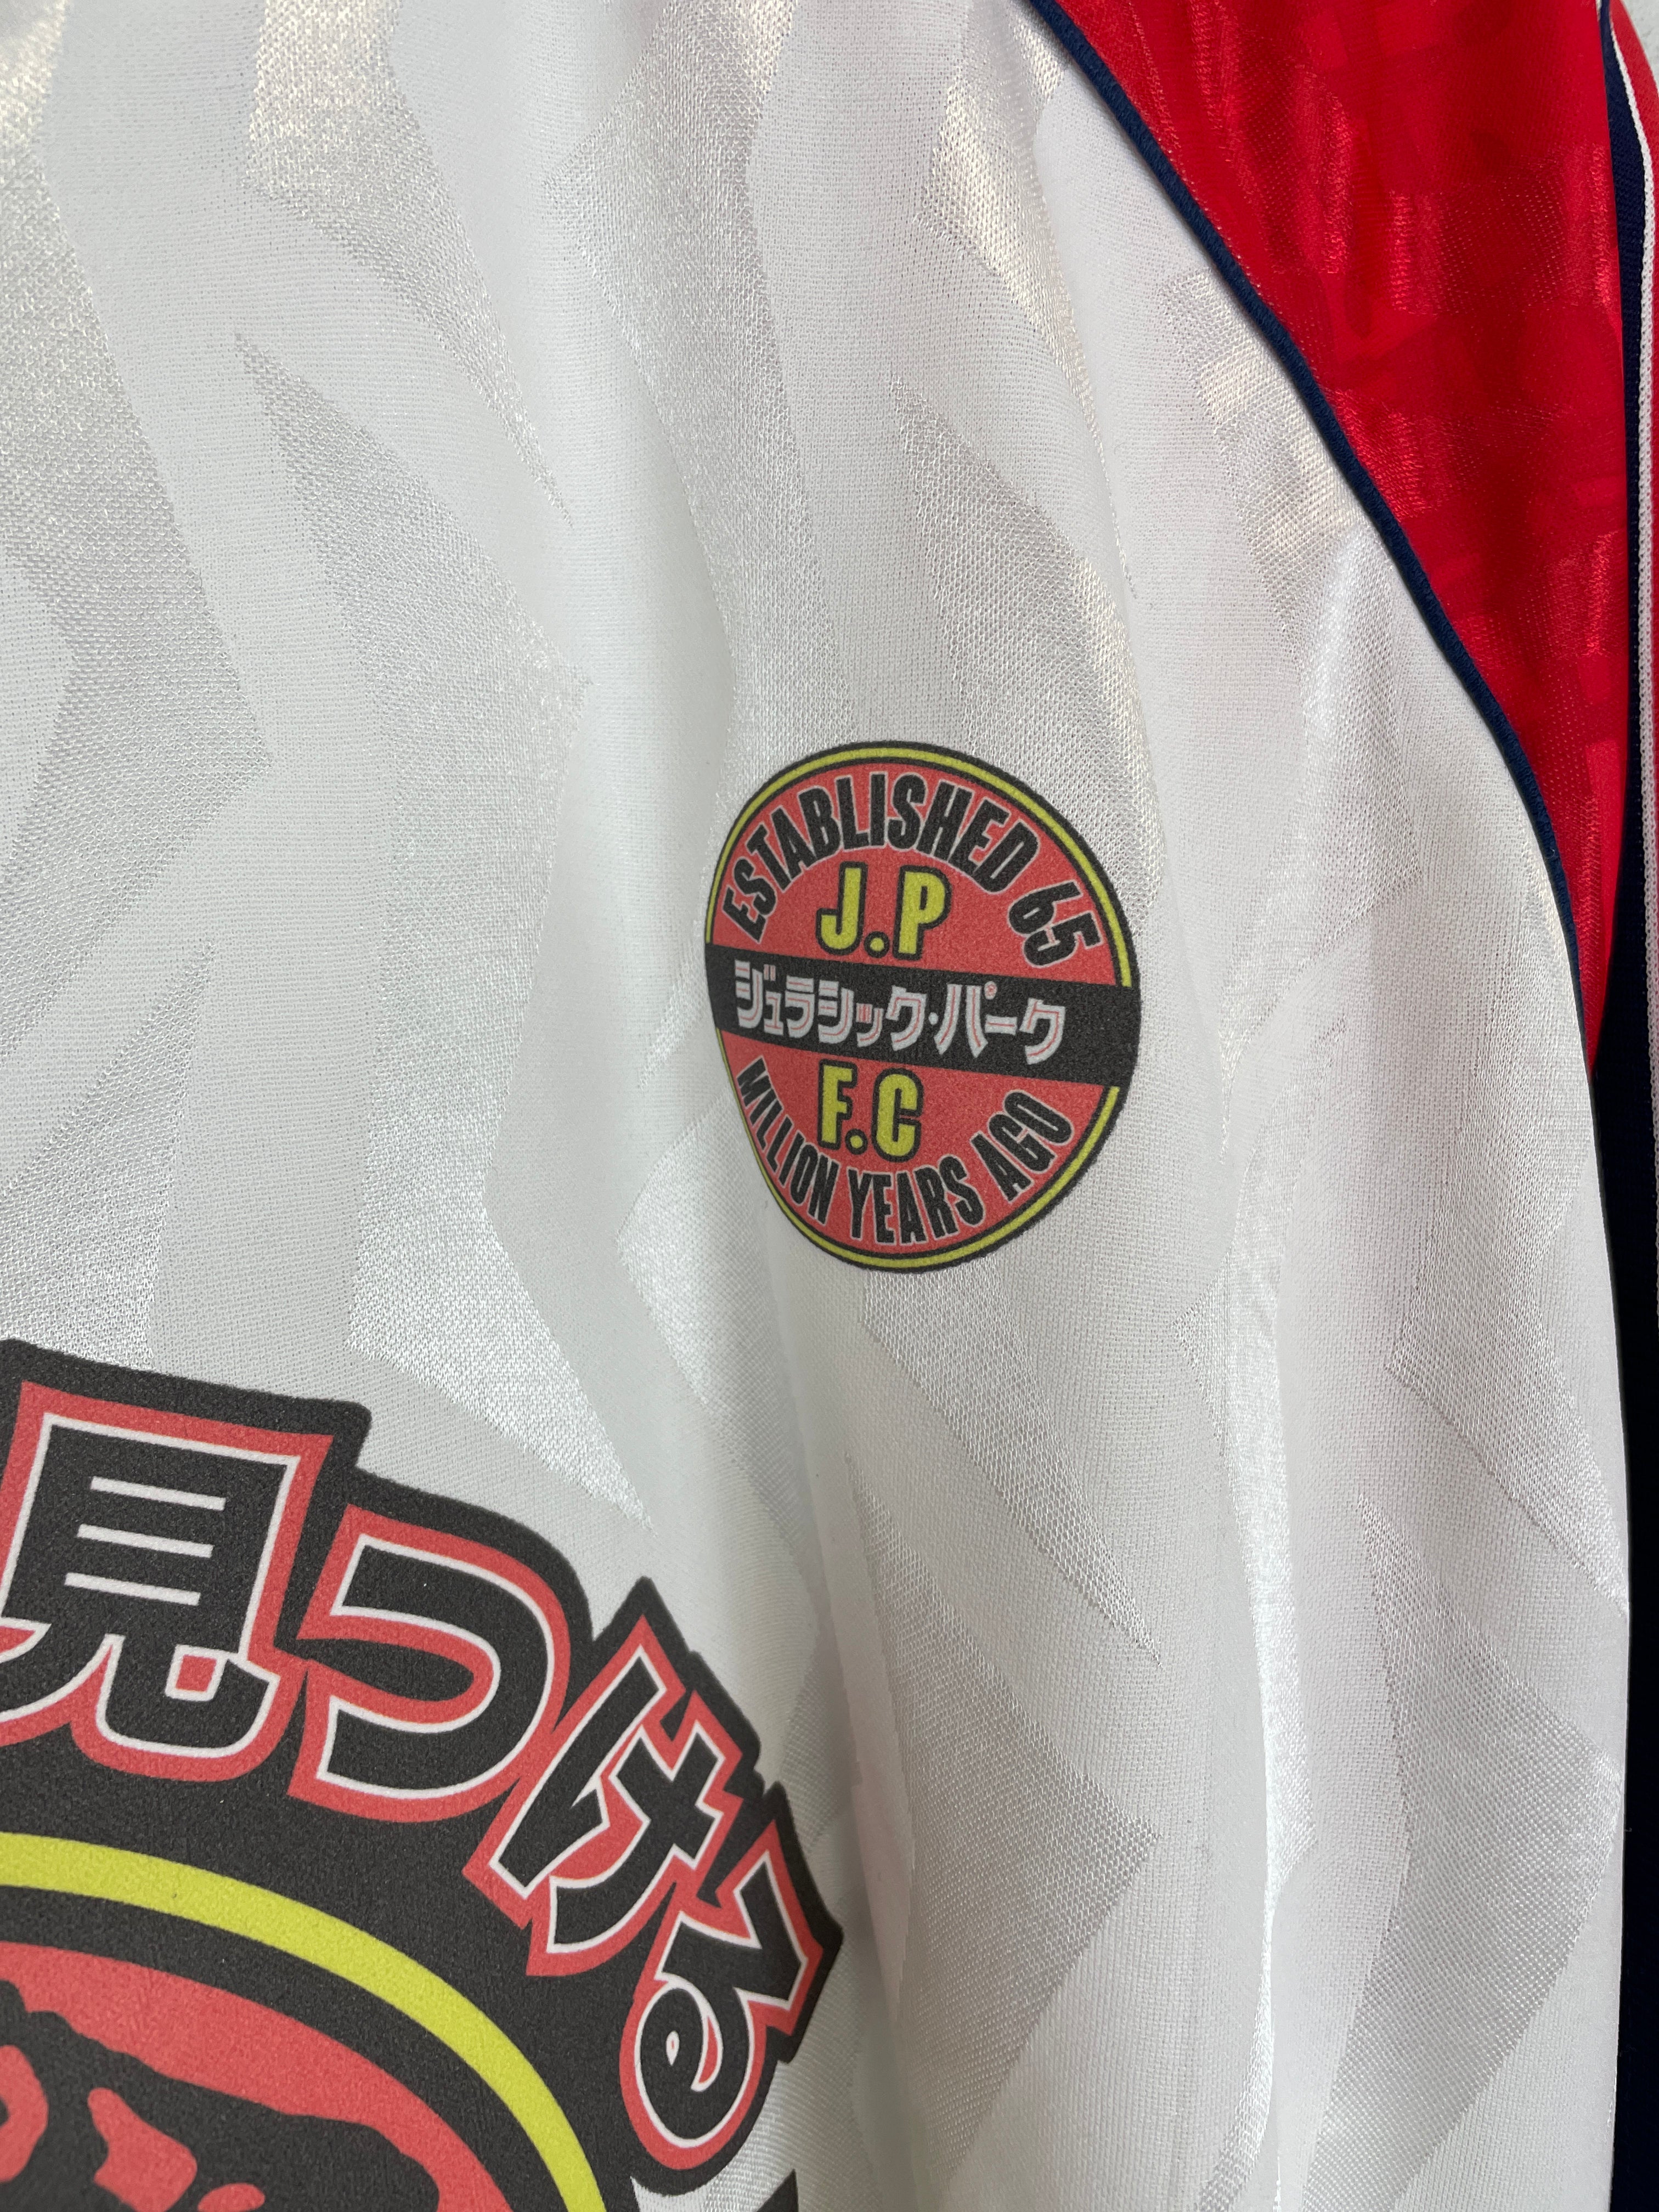 ESTABLISHED 65
J.P
ジュラシック・パーク
F.C
MILLION YEARS AGO
見つける